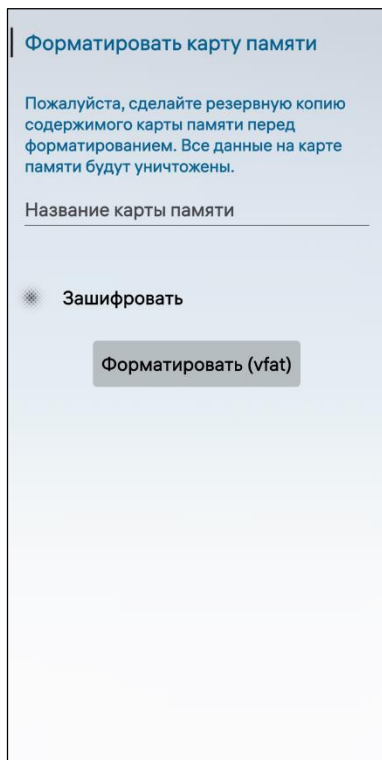 Форматировать карту памяти
Пожалуйста, сделайте резервную копию
содержимого карты памяти перед
форматированием. Все данные на карте
памяти будут уничтожены.
Название карты памяти
Зашифровать
Форматировать (vfat)